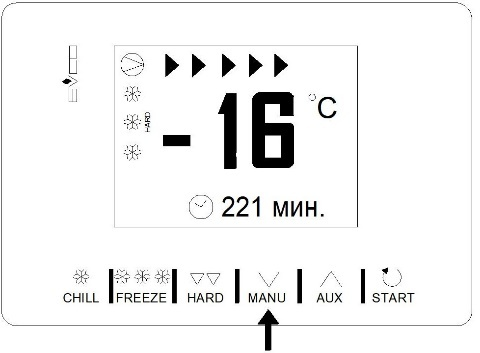 EVCO
HARD
-16 °C
221 мин.
CHILL FREEZE HARD MANU AUX START